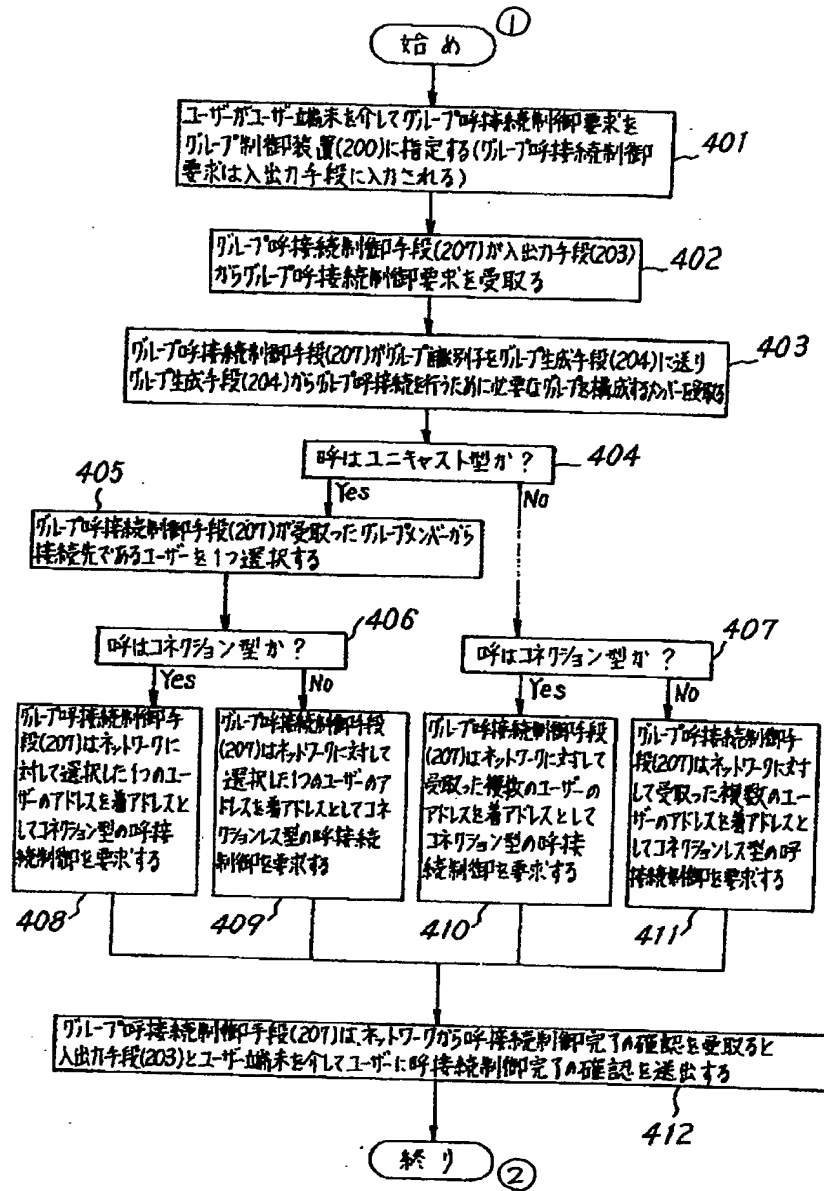 ①
始め
ユーザーがユーザー端末を介してグループ呼接続制御要求を
グループ制御装置(200)に指定する(グループ呼接続制御
要求は入出力手段に入力される)
401
グループ呼接続制御手段(207)が入出力手段(203)
からグループ呼接続制御要求を受取る
402
グループ呼接続制御手段(207)がグループ識別子をグループ生成手段(204)に送り
グループ生成手段(204)からグループ呼接続を行うために必要なグループを構成するメンバーを受取る
403
呼はユニキャスト型か?
404
405
Yes
No
グループ呼接続制御手段(207)が受取ったグループメンバーから
接続先であるユーザーを1つ選択する
呼はコネクション型か?
406
呼はコネクション型か?
407
Yes
No
Yes
No
グループ呼接続制御手
段(207)はネットワークに
対して選択した1つのユー
ザーのアドレスを着アドレスと
してコネクション型の呼接
続制御を要求する
408
グループ呼接続制御手段
(207)はネットワークに対して
選択した1つのユーザーのア
ドレスを着アドレスとしてコネ
クションレス型の呼接続
制御を要求する
409
グループ呼接続制御手段
(207)はネットワークに対して
受取った複数のユーザーの
アドレスを着アドレスとして
コネクション型の呼接
続制御を要求する
410
グループ呼接続制御手
段(207)はネットワークに対
して受取った複数のユー
ザーのアドレスを着アドレスと
してコネクションレス型の呼
接続制御を要求する
411
グループ呼接続制御手段(207)は、ネットワークから呼接続制御完了の確認を受取ると
入出力手段(203)とユーザー端末を介してユーザーに呼接続制御完了の確認を送出する
412
終り
②